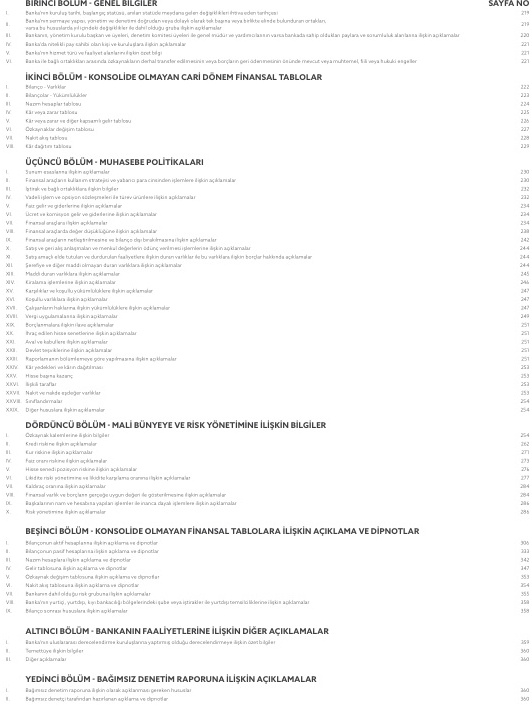 BİRİNCİ BÖLÜM - GENEL BİLGİLER SAYFA NO
I. Banka'nın kuruluş tarihi, başlangıç statüsü, anılan statüde meydana gelen değişiklikleri ihtiva eden tarihçesi 219
II. Banka'nın sermaye yapısı, yönetim ve denetimini doğrudan veya dolaylı olarak tek başına veya birlikte elinde bulunduran ortakları,
varsa bu hususlarda yıl içindeki değişiklikler ile dahil olduğu gruba ilişkin açıklamalar 219
III. Bankanın, yönetim kurulu başkan ve üyeleri, denetim komitesi üyeleri ile genel müdür ve yardımcılarının varsa bankada sahip oldukları paylara ve sorumluluk alanlarına ilişkin açıklamalar 220
IV. Banka'da nitelikli pay sahibi olan kişi ve kuruluşlara ilişkin açıklamalar 221
V. Banka'nın hizmet türü ve faaliyet alanlarını ilişkin özet bilgi 221
VI. Banka ile bağlı ortaklıkları arasında özkaynakların derhal transfer edilmesinin veya borçların geri ödenmesinin önünde mevcut veya muhtemel, fiili veya hukuki engeller 221
İKİNCİ BÖLÜM - KONSOLİDE OLMAYAN CARİ DÖNEM FİNANSAL TABLOLAR
I. Bilanço - Varlıklar 222
II. Bilançolar - Yükümlülükler 223
III. Nazım hesaplar tablosu 224
IV. Kâr veya zarar tablosu 225
V. Kâr veya zarar ve diğer kapsamlı gelir tablosu 226
VI. Özkaynaklar değişim tablosu 227
VII. Nakit akış tablosu 228
VIII. Kâr dağıtım tablosu 229
ÜÇÜNCÜ BÖLÜM - MUHASEBE POLİTİKALARI
I. Sunum esaslarına ilişkin açıklamalar 230
II. Finansal araçların kullanım stratejisi ve yabancı para cinsinden işlemlere ilişkin açıklamalar 230
III. İştirak ve bağlı ortaklıklara ilişkin bilgiler 232
IV. Vadeli işlem ve opsiyon sözleşmeleri ile türev ürünlere ilişkin açıklamalar 232
V. Faiz gelir ve giderlerine ilişkin açıklamalar 234
VI. Ücret ve komisyon gelir ve giderlerine ilişkin açıklamalar 234
VII. Finansal araçlara ilişkin açıklamalar 234
VIII. Finansal araçlarda değer düşüklüğüne ilişkin açıklamalar 238
IX. Finansal araçların netleştirilmesine ve bilanço dışı bırakılmasına ilişkin açıklamalar 242
X. Satış ve geri alış anlaşmaları ve menkul değerlerin ödünç verilmesi işlemlerine ilişkin açıklamalar 244
XI. Satış amaçlı elde tutulan ve durdurulan faaliyetlere ilişkin duran varlıklar ile bu varlıklara ilişkin borçlar hakkında açıklamalar 244
XII. Şerefiye ve diğer maddi olmayan duran varlıklara ilişkin açıklamalar 244
XIII. Maddi duran varlıklara ilişkin açıklamalar 245
XIV. Kiralama işlemlerine ilişkin açıklamalar 246
XV. Karşılıklar ve koşullu yükümlülüklere ilişkin açıklamalar 247
XVI. Koşullu varlıklara ilişkin açıklamalar 247
XVII. Çalışanların haklarına ilişkin yükümlülüklere ilişkin açıklamalar 247
XVIII. Vergi uygulamalarına ilişkin açıklamalar 249
XIX. Borçlanmalara ilişkin ilave açıklamalar 251
XX. İhraç edilen hisse senetlerine ilişkin açıklamalar 251
XXI. Aval ve kabullere ilişkin açıklamalar 251
XXII. Devlet teşviklerine ilişkin açıklamalar 251
XXIII. Raporlamanın bölümlemeye göre yapılmasına ilişkin açıklamalar 251
XXIV. Kâr yedekleri ve kârın dağıtılması 253
XXV. Hisse başına kazanç 253
XXVI. İlişkili taraflar 253
XXVII. Nakit ve nakde eşdeğer varlıklar 253
XXVIII. Sınıflandırmalar 254
XXIX. Diğer hususlara ilişkin açıklamalar 254
DÖRDÜNCÜ BÖLÜM - MALİ BÜNYEYE VE RİSK YÖNETİMİNE İLİŞKİN BİLGİLER
I. Özkaynak kalemlerine ilişkin bilgiler 254
II. Kredi riskine ilişkin açıklamalar 262
III. Kur riskine ilişkin açıklamalar 271
IV. Faiz oranı riskine ilişkin açıklamalar 273
V. Hisse senedi pozisyon riskine ilişkin açıklamalar 276
VI. Likidite riski yönetimine ve likidite karşılama oranına ilişkin açıklamalar 277
VII. Kaldıraç oranına ilişkin açıklamalar 284
VIII. Finansal varlık ve borçların gerçeğe uygun değeri ile gösterilmesine ilişkin açıklamalar 284
IX. Başkalarının nam ve hesabına yapılan işlemler ile inanca dayalı işlemlere ilişkin açıklamalar 286
X. Risk yönetimine ilişkin açıklamalar 286
BEŞİNCİ BÖLÜM - KONSOLİDE OLMAYAN FİNANSAL TABLOLARA İLİŞKİN AÇIKLAMA VE DİPNOTLAR
I. Bilançonun aktif hesaplarına ilişkin açıklama ve dipnotlar 306
II. Bilançonun pasif hesaplarına ilişkin açıklama ve dipnotlar 333
III. Nazım hesaplara ilişkin açıklama ve dipnotlar 342
IV. Gelir tablosuna ilişkin açıklama ve dipnotlar 347
V. Özkaynak değişim tablosuna ilişkin açıklama ve dipnotlar 353
VI. Nakit akış tablosuna ilişkin açıklama ve dipnotlar 354
VII. Bankanın dahil olduğu risk grubuna ilişkin açıklamalar 355
VIII. Banka'nın yurtiçi, yurtdışı, kıyı bankacılığı bölgelerindeki şube veya iştirakler ile yurtdışı temsilciliklerine ilişkin açıklamalar 358
IX. Bilanço sonrası hususlara ilişkin açıklamalar 358
ALTINCI BÖLÜM - BANKANIN FAALİYETLERİNE İLİŞKİN DİĞER AÇIKLAMALAR
I. Banka'nın uluslararası derecelendirme kuruluşlarına yaptırmış olduğu derecelendirmeye ilişkin özet bilgiler 359
II. Temettüye ilişkin bilgiler 360
III. Diğer açıklamalar 360
YEDİNCİ BÖLÜM - BAĞIMSIZ DENETİM RAPORUNA İLİŞKİN AÇIKLAMALAR
I. Bağımsız denetim raporuna ilişkin olarak açıklanması gereken hususlar 360
II. Bağımsız denetçi tarafından hazırlanan açıklama ve dipnotlar 360